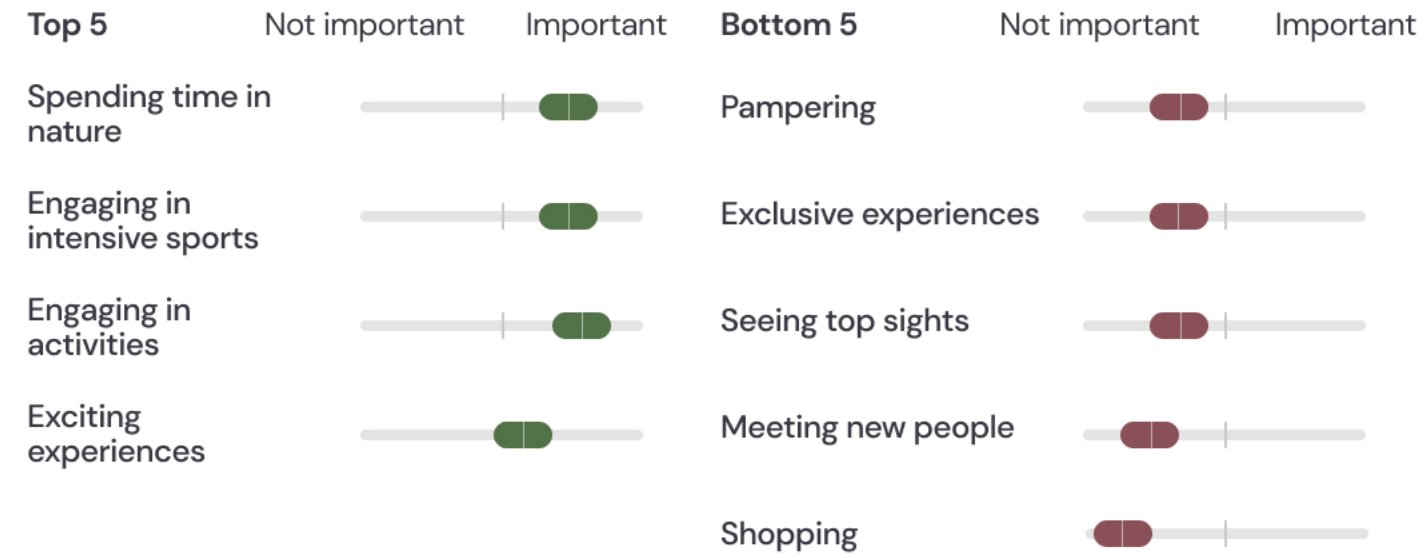 Top 5 Not important Important
Spending time in
nature
Engaging in
intensive sports
Engaging in
activities
Exciting
experiences
Bottom 5 Not important Important
Pampering
Exclusive experiences
Seeing top sights
Meeting new people
Shopping